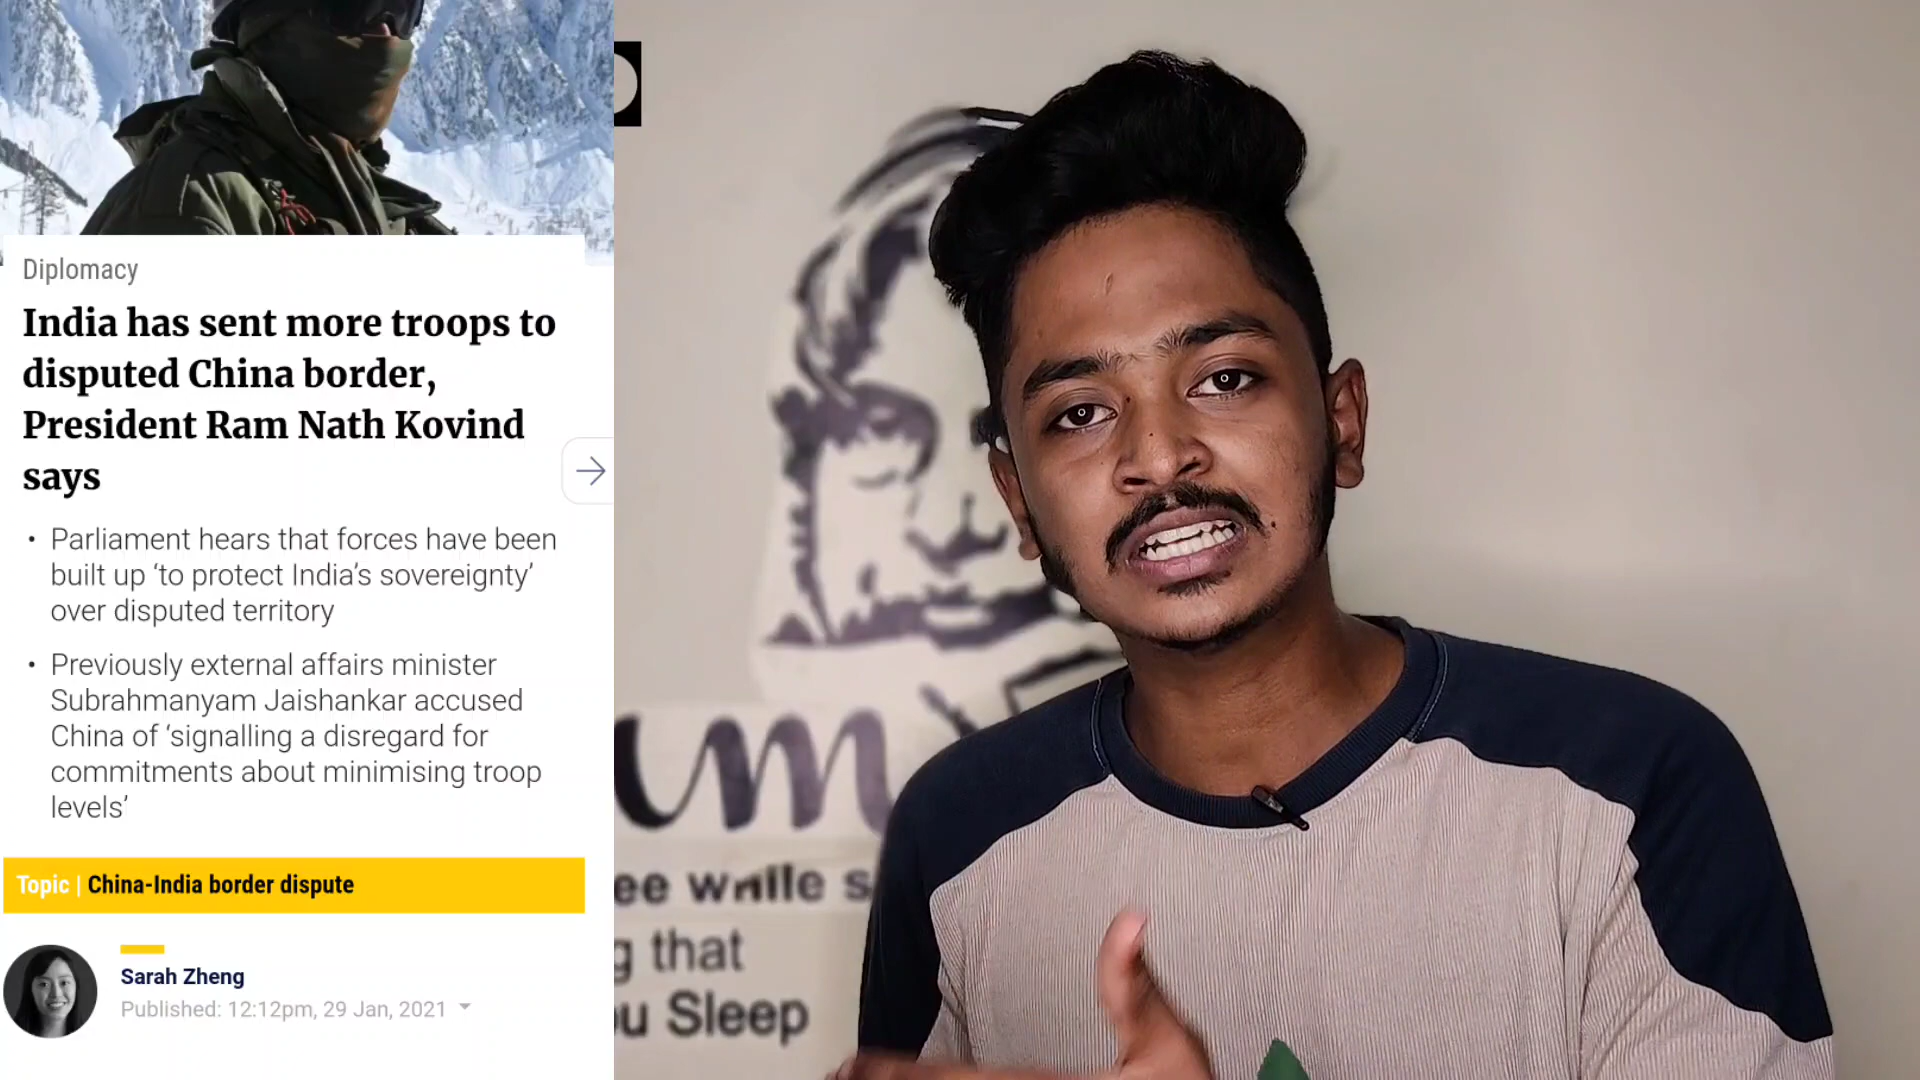 Diplomacy
India has sent more troops to
disputed China border,
President Ram Nath Kovind
says
• Parliament hears that forces have been
built up ‘to protect India’s sovereignty’
over disputed territory
• Previously external affairs minister
Subrahmanyam Jaishankar accused
China of ‘signalling a disregard for
commitments about minimising troop
levels’
Topic | China-India border dispute
Sarah Zheng
Published: 12:12pm, 29 Jan, 2021
that
Sleep